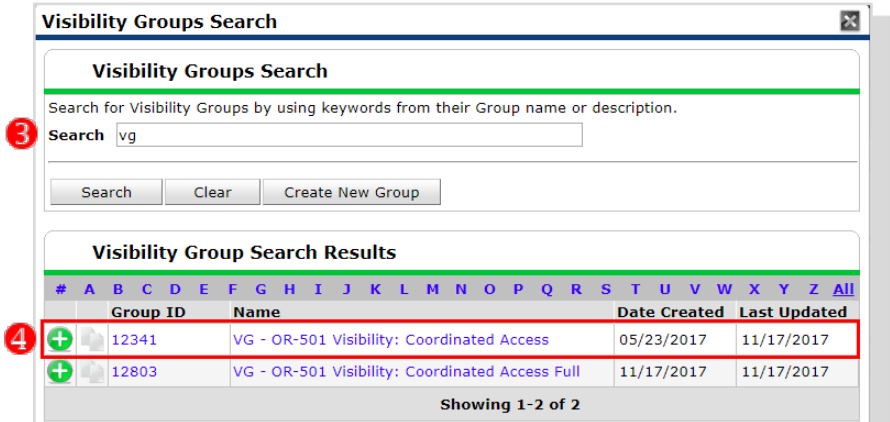 Visibility Groups Search
Visibility Groups Search
Search for Visibility Groups by using keywords from their Group name or description.
3 Search vg
Search Clear Create New Group
Visibility Group Search Results
# A B C D E F G H I J K L M N O P Q R S T U V W X Y Z All
Group ID Name Date Created Last Updated
4 12341 VG - OR-501 Visibility: Coordinated Access 05/23/2017 11/17/2017
12803 VG - OR-501 Visibility: Coordinated Access Full 11/17/2017 11/17/2017
Showing 1-2 of 2